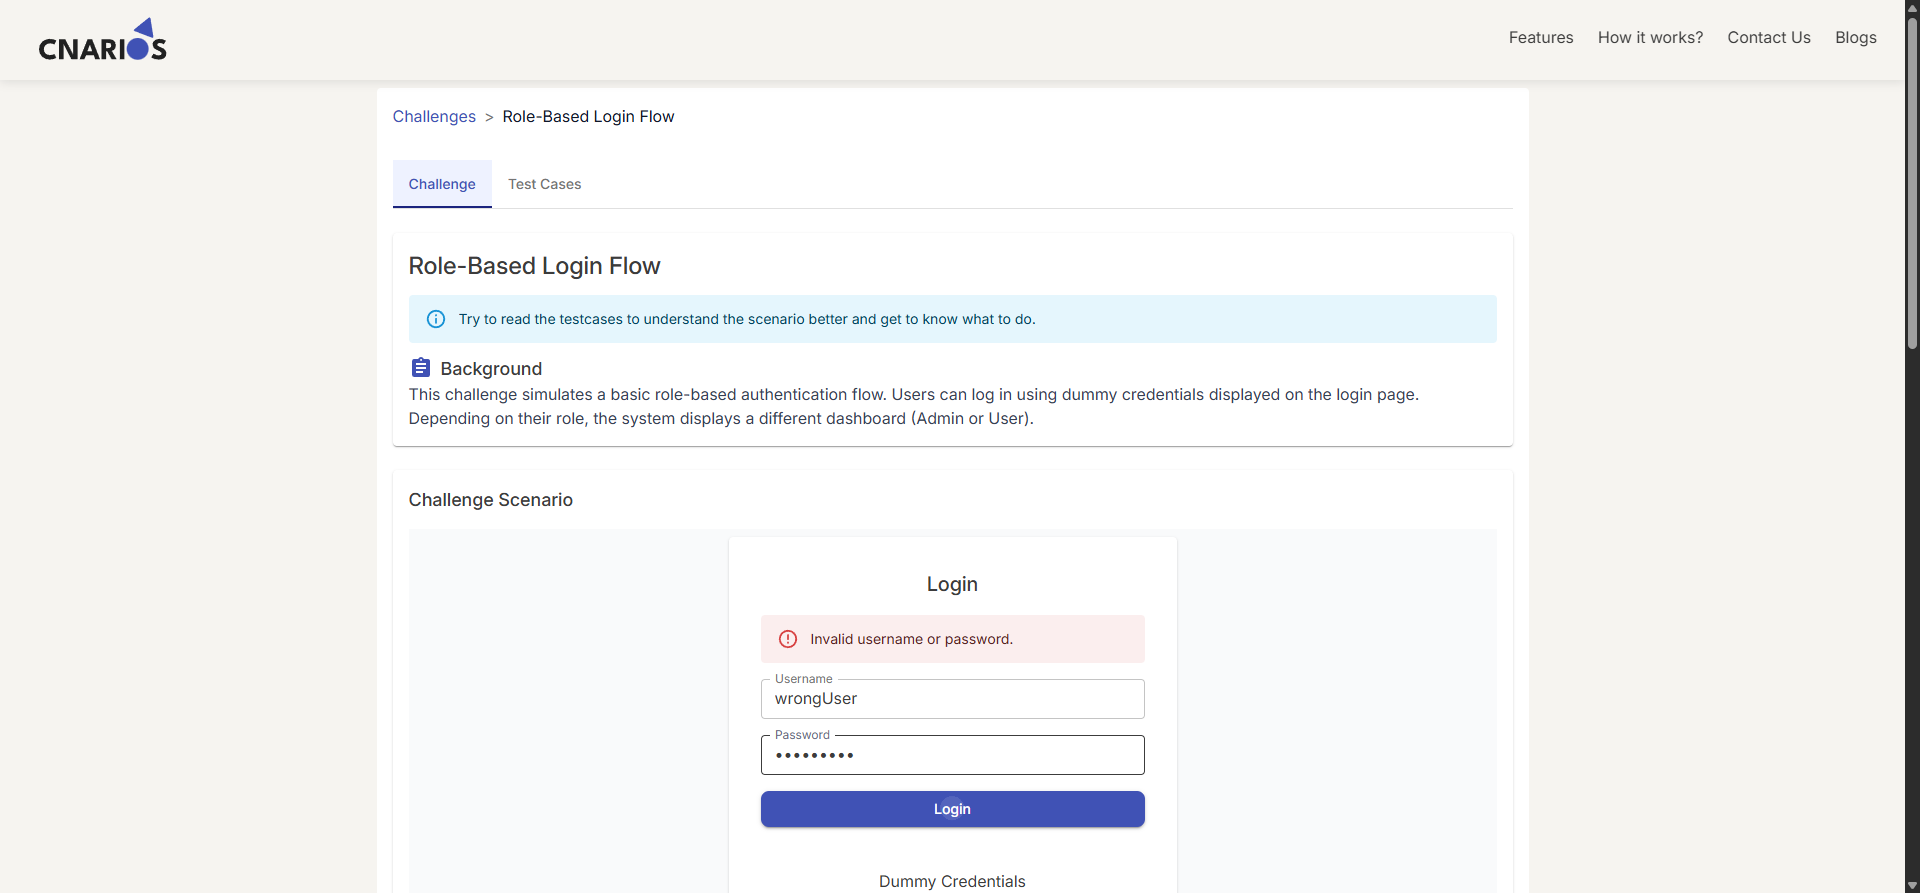 CNARIOS
Features
How it works?
Contact Us
Blogs
Challenges > Role-Based Login Flow
Challenge
Test Cases
Role-Based Login Flow
Try to read the testcases to understand the scenario better and get to know what to do.
Background
This challenge simulates a basic role-based authentication flow. Users can log in using dummy credentials displayed on the login page.
Depending on their role, the system displays a different dashboard (Admin or User).
Challenge Scenario
Login
Invalid username or password.
Username
wrongUser
Password
•••••••••
Login
Dummy Credentials